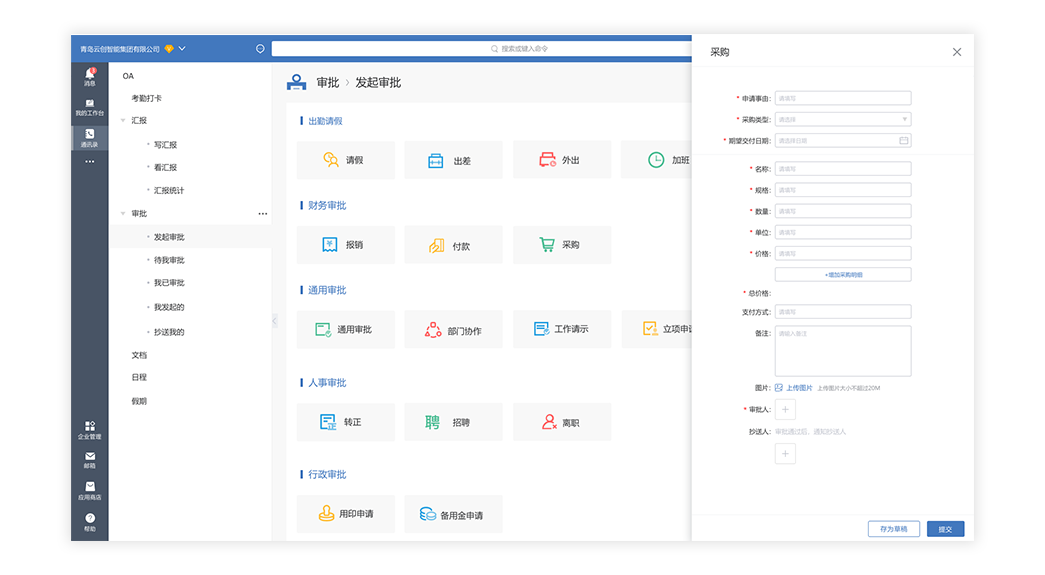 青岛云创智能集团有限公司
搜索或键入命令
消息
我的工作台
通讯录
企业管理
邮箱
应用商店
帮助
OA
考勤打卡
汇报
写汇报
看汇报
汇报统计
审批
发起审批
待我审批
我已审批
我发起的
抄送我的
文档
日程
假期
审批 > 发起审批
出勤请假
请假
出差
外出
加班
财务审批
报销
付款
采购
通用审批
通用审批
部门协作
工作请示
立项申请
人事审批
转正
聘 招聘
离职
行政审批
用印申请
备用金申请
采购
* 申请事由: 请填写
* 采购类型: 请选择
* 期望交付日期: 请选择日期
* 名称: 请填写
* 规格: 请填写
* 数量: 请填写
* 单位: 请填写
* 价格: 请填写
+增加采购明细
* 总价格:
支付方式: 请填写
备注: 请输入备注
图片: 上传图片 上传图片大小不超过20M
* 审批人:
抄送人: 审批通过后，通知抄送人
存为草稿
提交